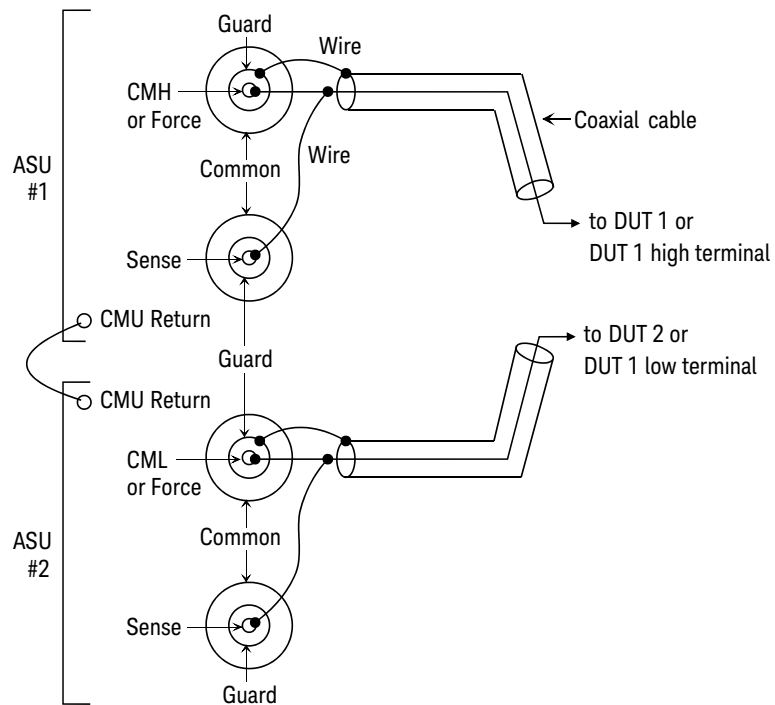 Guard
Wire
CMH
or Force
Coaxial cable
Wire
ASU
#1
Common
to DUT 1 or
DUT 1 high terminal
Sense
CMU Return
to DUT 2 or
DUT 1 low terminal
Guard
CMU Return
CML
or Force
ASU
#2
Common
Sense
Guard